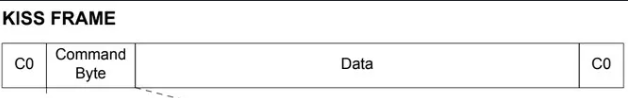 KISS FRAME
C0
Command
Byte
Data
C0